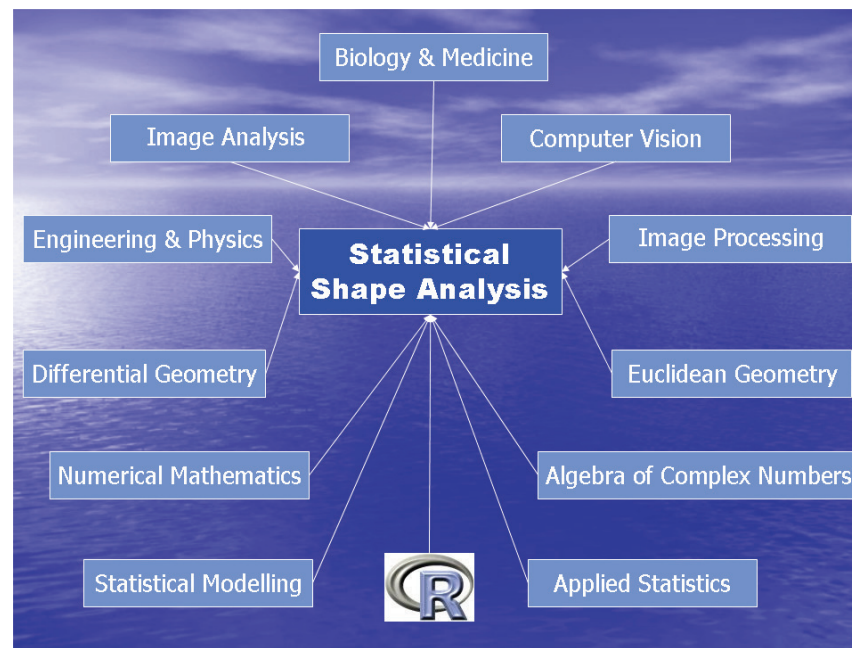 Biology & Medicine
Image Analysis
Computer Vision
Engineering & Physics
Image Processing
Statistical
Shape Analysis
Differential Geometry
Euclidean Geometry
Numerical Mathematics
Algebra of Complex Numbers
Statistical Modelling
R
Applied Statistics